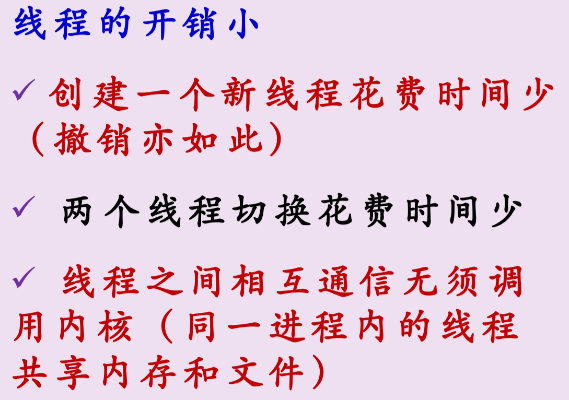 线程的开销小
✓ 创建一个新线程花费时间少
（撤销亦如此）
✓ 两个线程切换花费时间少
✓ 线程之间相互通信无须调
用内核（同一进程内的线程
共享内存和文件）